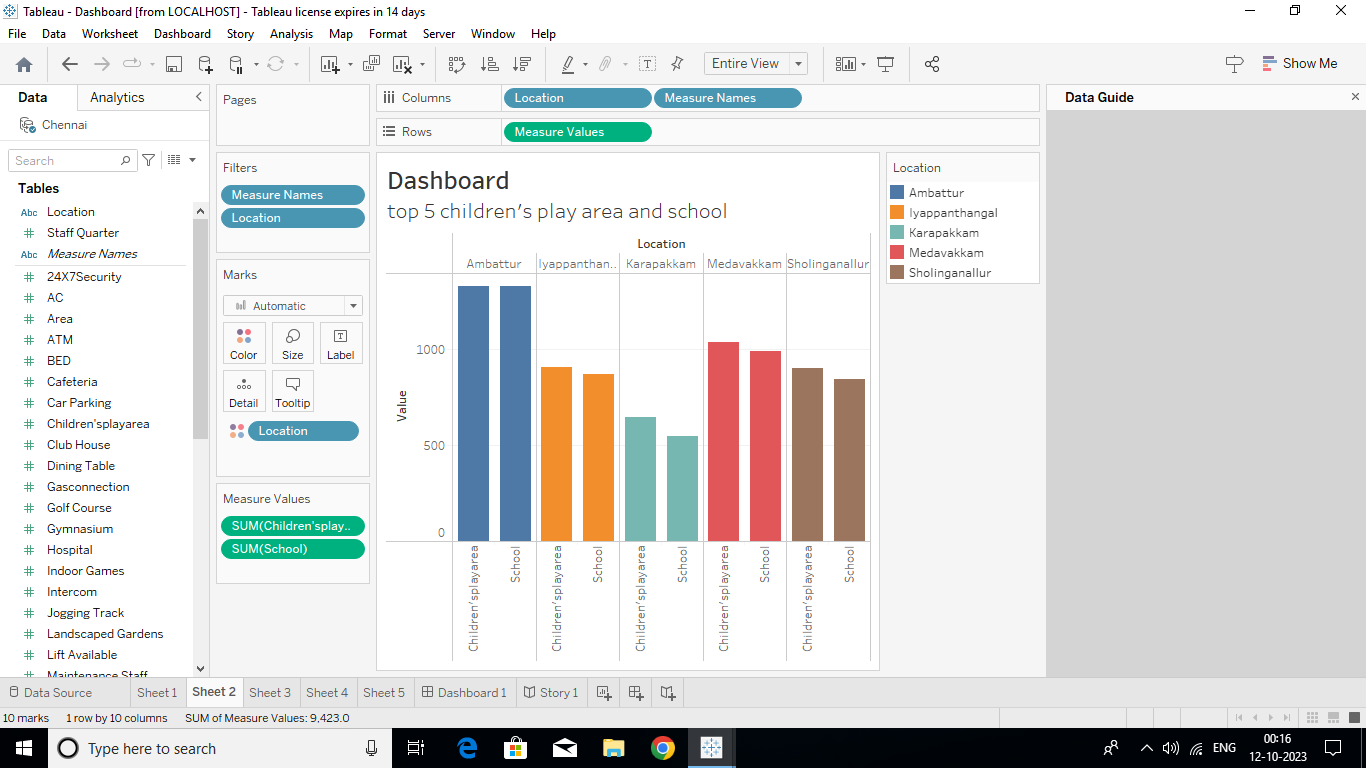 Tableau - Dashboard [from LOCALHOST] - Tableau license expires in 14 days
File Data Worksheet Dashboard Story Analysis Map Format Server Window Help
Entire View
Show Me
Data Analytics
Chennai
Search
Tables
Abc Location
Staff Quarter
Abc Measure Names
24X7Security
AC
Area
ATM
BED
Cafeteria
Car Parking
Children'splayarea
Club House
Dining Table
Gasconnection
Golf Course
Gymnasium
Hospital
Indoor Games
Intercom
Jogging Track
Landscaped Gardens
Lift Available
Maintenance Staff
Pages
Filters
Measure Names
Location
Marks
Automatic
Color Size Label
Detail Tooltip
Location
Measure Values
SUM(Children'splay..
SUM(School)
Columns Location Measure Names
Rows Measure Values
Dashboard
top 5 children's play area and school
Location
Ambattur Iyappanthan.. Karapakkam Medavakkam Sholinganallur
Value
1000
500
0
Children'splayarea
School
Children'splayarea
School
Children'splayarea
School
Children'splayarea
School
Children'splayarea
School
Location
Ambattur
Iyappanthangal
Karapakkam
Medavakkam
Sholinganallur
Data Guide
Data Source Sheet 1 Sheet 2 Sheet 3 Sheet 4 Sheet 5 Dashboard 1 Story 1
10 marks 1 row by 10 columns SUM of Measure Values: 9,423.0
Type here to search
ENG
00:16
12-10-2023